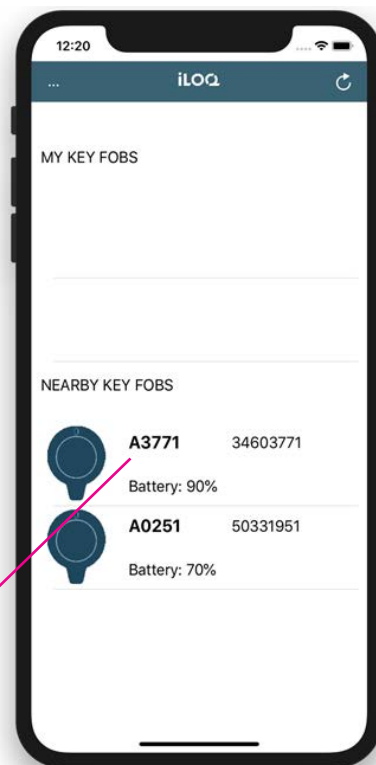 12:20
... iLOQ
MY KEY FOBS
NEARBY KEY FOBS
A3771 34603771
Battery: 90%
A0251 50331951
Battery: 70%